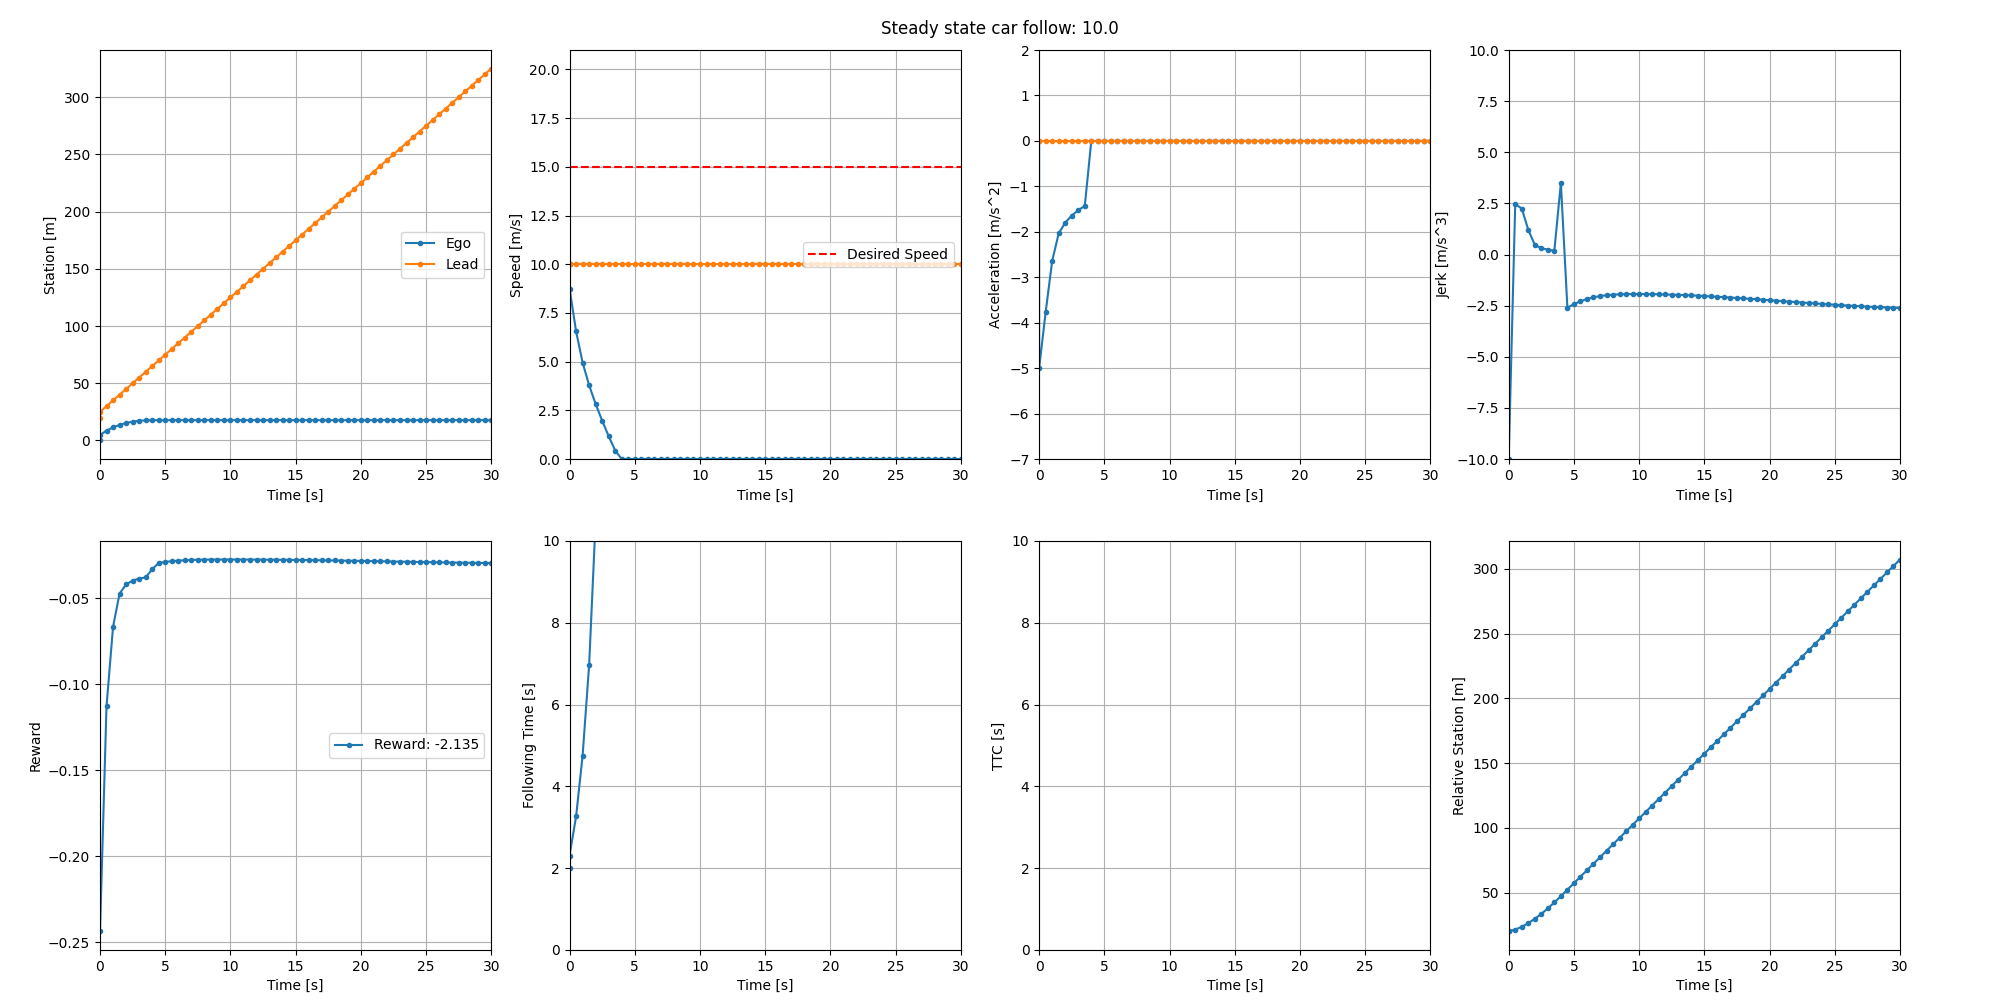 Steady state car follow: 10.0
Station [m]
300
250
200
150
100
50
0
Ego
Lead
0 5 10 15 20 25 30
Time [s]
Speed [m/s]
20.0
17.5
15.0
12.5
10.0
7.5
5.0
2.5
0.0
Desired Speed
0 5 10 15 20 25 30
Time [s]
Acceleration [m/s^2]
2
1
0
−1
−2
−3
−4
−5
−6
−7
0 5 10 15 20 25 30
Time [s]
Jerk [m/s^3]
10.0
7.5
5.0
2.5
0.0
−2.5
−5.0
−7.5
−10.0
0 5 10 15 20 25 30
Time [s]
Reward
−0.05
−0.10
−0.15
−0.20
−0.25
Reward: -2.135
0 5 10 15 20 25 30
Time [s]
Following Time [s]
10
8
6
4
2
0
0 5 10 15 20 25 30
Time [s]
TTC [s]
10
8
6
4
2
0
0 5 10 15 20 25 30
Time [s]
Relative Station [m]
300
250
200
150
100
50
0 5 10 15 20 25 30
Time [s]